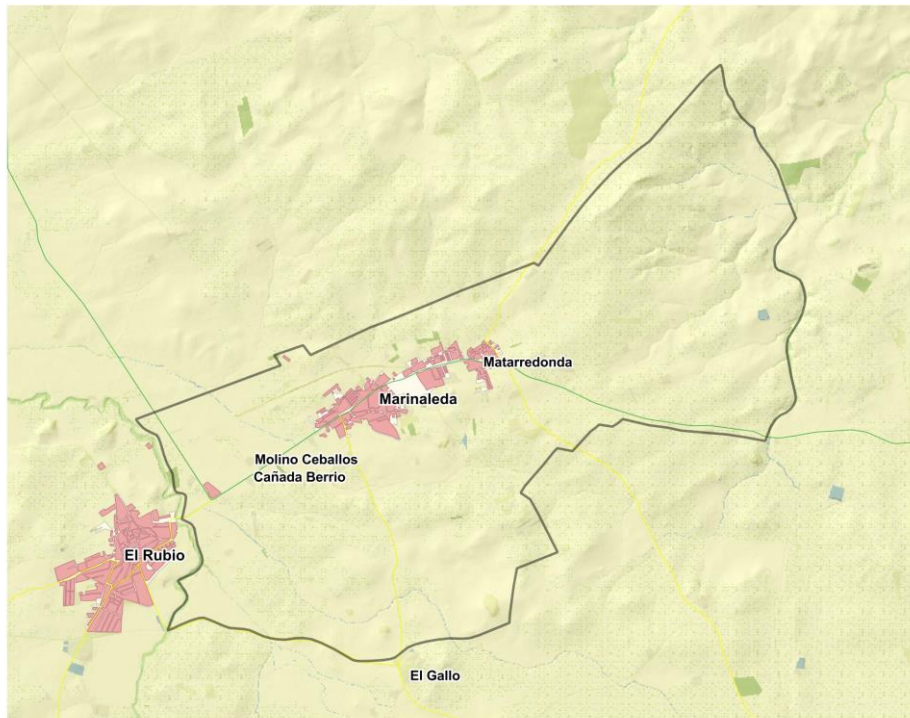 Matarredonda
Marinaleda
Molino Ceballos
Cañada Berrio
El Rubio
El Gallo